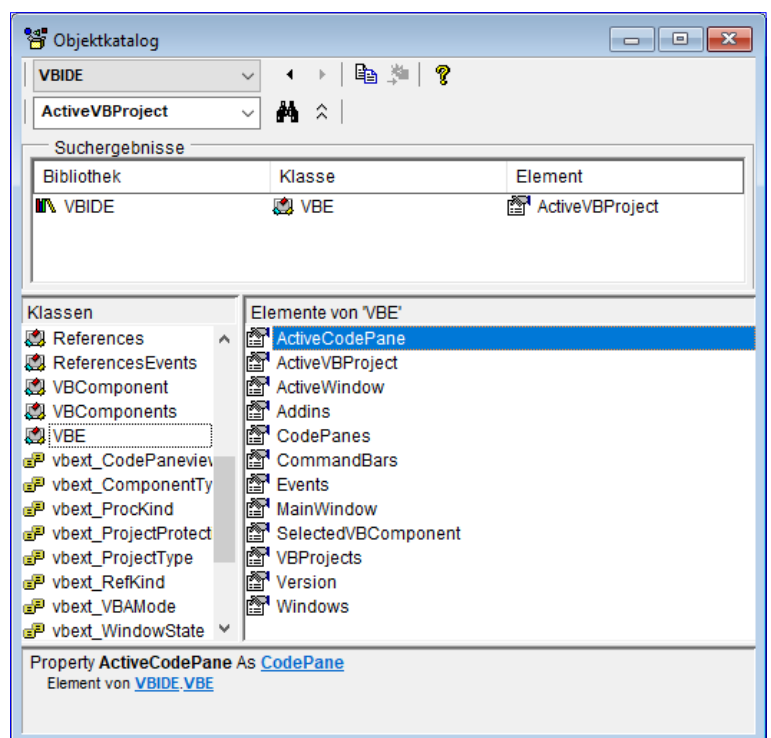 Objektkatalog
VBIDE
ActiveVBProject
Suchergebnisse
Bibliothek Klasse Element
VBIDE VBE ActiveVBProject
Klassen
References
ReferencesEvents
VBComponent
VBComponents
VBE
vbext_CodePaneview
vbext_ComponentTy
vbext_ProcKind
vbext_ProjectProtect
vbext_ProjectType
vbext_RefKind
vbext_VBAMode
vbext_WindowState
Elemente von "VBE"
ActiveCodePane
ActiveVBProject
ActiveWindow
Addins
CodePanes
CommandBars
Events
MainWindow
SelectedVBComponent
VBProjects
Version
Windows
Property ActiveCodePane As CodePane
Element von VBIDE.VBE